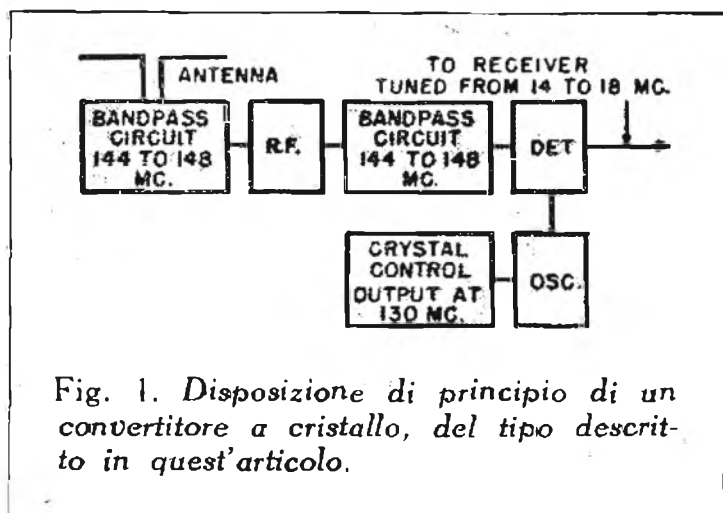 ANTENNA
TO RECEIVER
TUNED FROM 14 TO 18 MC.
BANDPASS
CIRCUIT
144 TO 148
MC.
R.F.
BANDPASS
CIRCUIT
144 TO 148
MC.
DET
CRYSTAL
CONTROL
OUTPUT AT
130 MC.
OSC.
Fig. 1. Disposizione di principio di un
convertitore a cristallo, del tipo descrit-
to in quest'articolo.